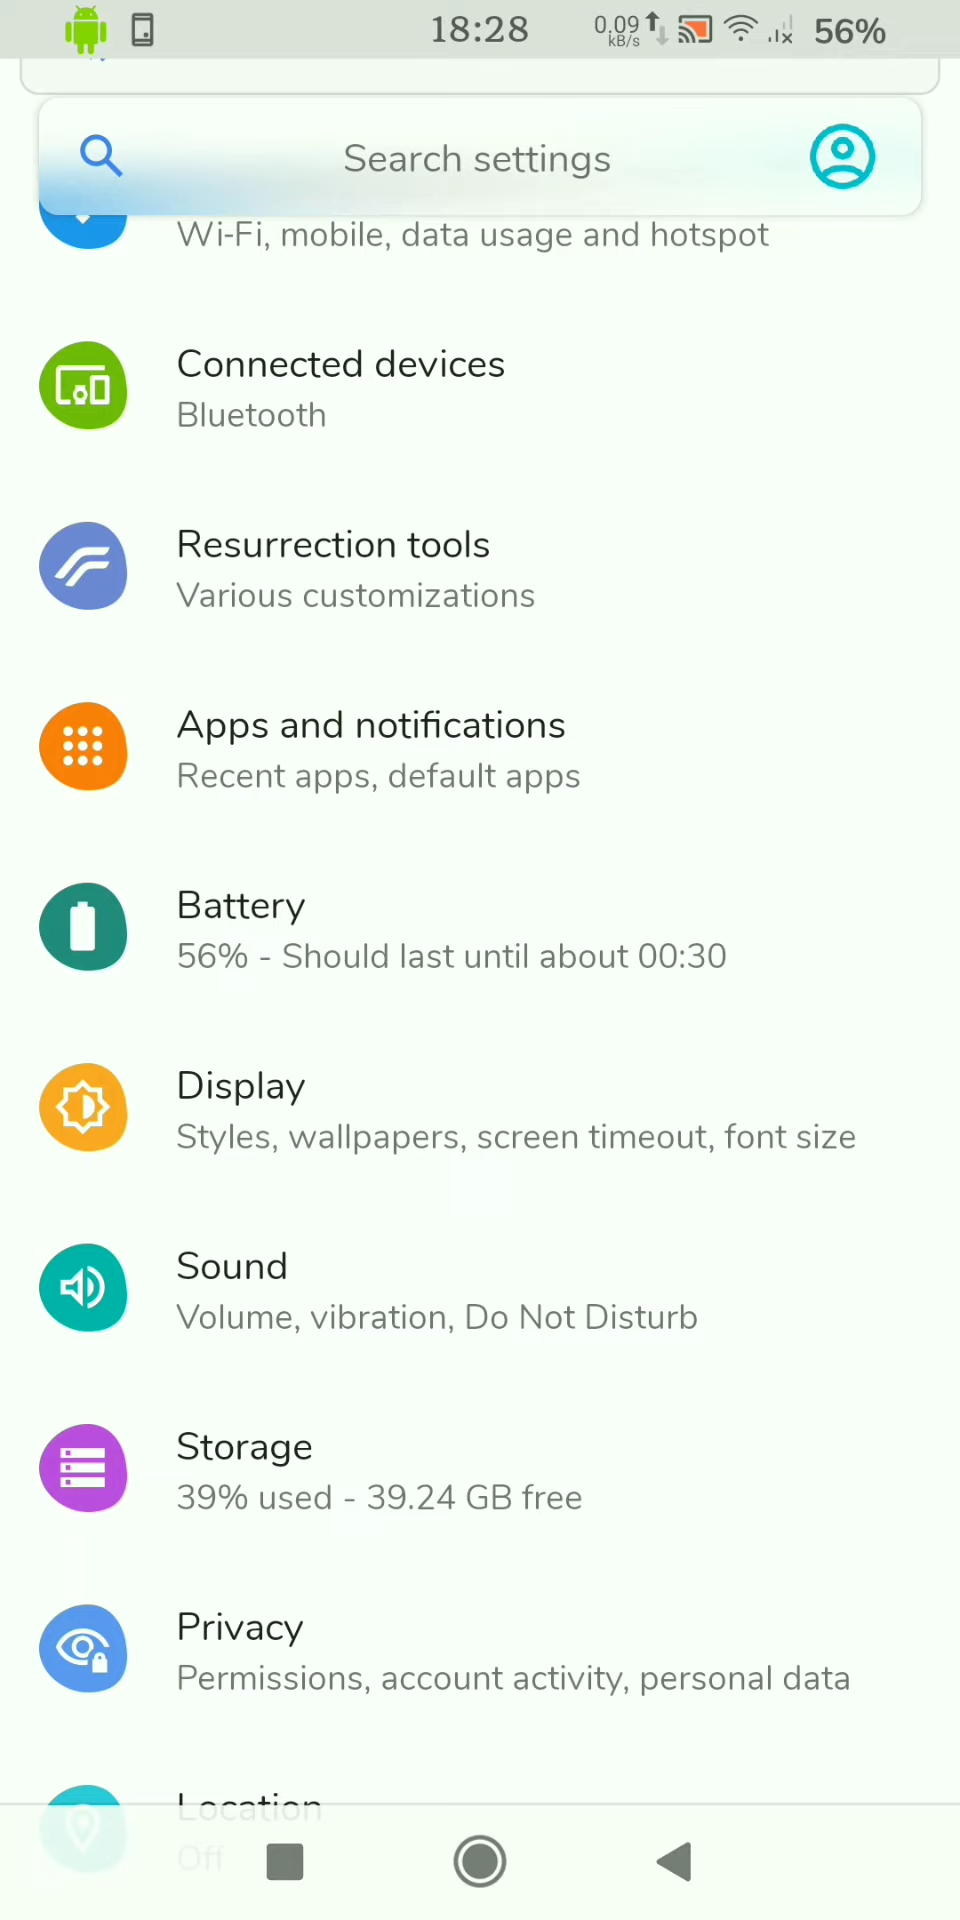 18:28
0.09
kB/s
56%
Search settings
Wi-Fi, mobile, data usage and hotspot
Connected devices
Bluetooth
Resurrection tools
Various customizations
Apps and notifications
Recent apps, default apps
Battery
56% - Should last until about 00:30
Display
Styles, wallpapers, screen timeout, font size
Sound
Volume, vibration, Do Not Disturb
Storage
39% used - 39.24 GB free
Privacy
Permissions, account activity, personal data
Location
Off